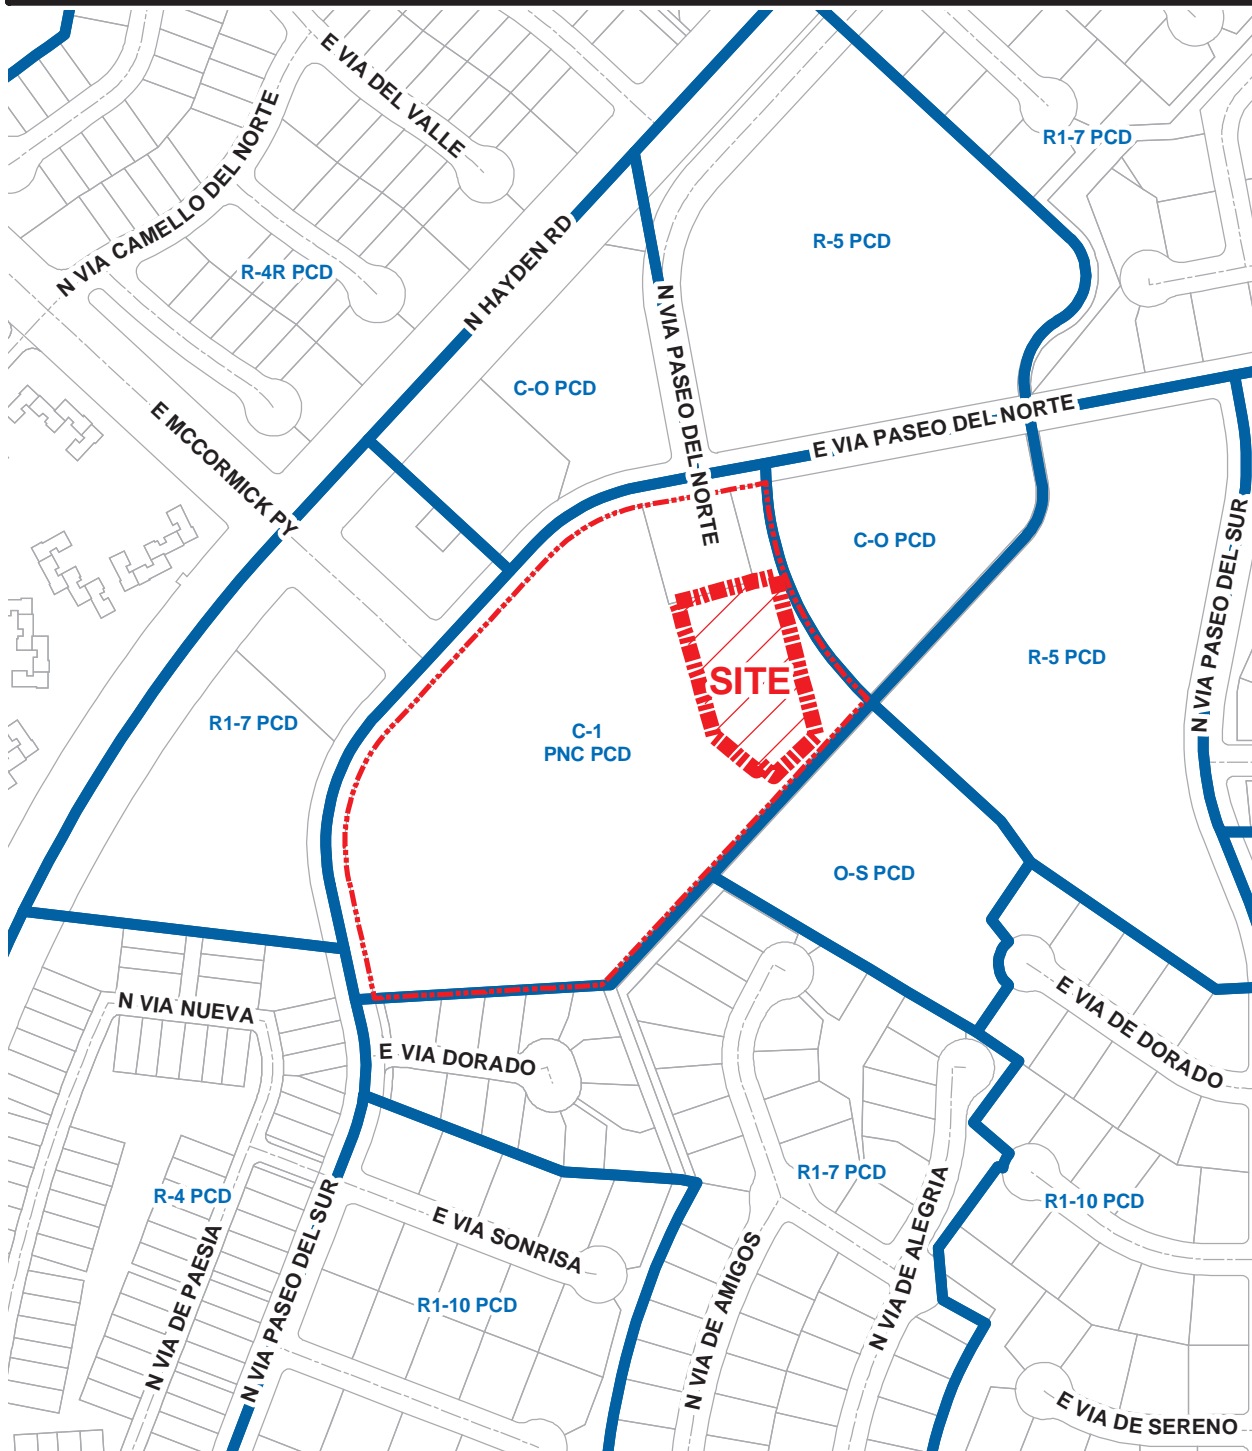 E VIA DEL VALLE
R1-7 PCD
N VIA CAMELLO DEL NORTE
R-5 PCD
R-4R PCD
N HAYDEN RD
N VIA PASEO DEL NORTE
C-O PCD
E VIA PASEO DEL NORTE
E MCCORMICK PY
C-O PCD
N VIA PASEO DEL SUR
R-5 PCD
SITE
R1-7 PCD
C-1
PNC PCD
O-S PCD
N VIA NUEVA
E VIA DE DORADO
E VIA DORADO
R1-7 PCD
R-4 PCD
R1-10 PCD
E VIA SONRISA
N VIA DE PAESIA
N VIA PASEO DEL SUR
N VIA DE AMIGOS
N VIA DE ALEGRIA
R1-10 PCD
E VIA DE SERENO